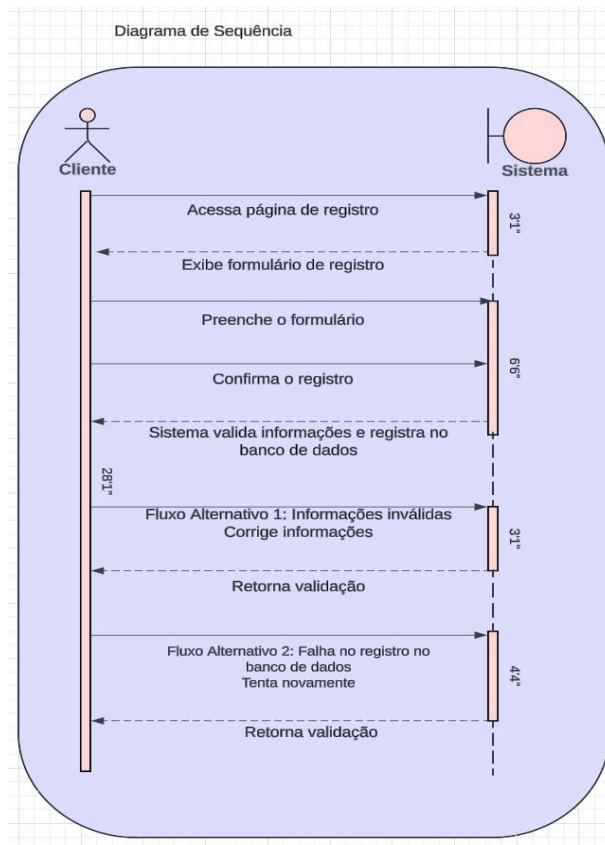 Diagrama de Sequência
Cliente
Sistema
Acessa página de registro
3'1"
Exibe formulário de registro
Preenche o formulário
6'6"
Confirma o registro
Sistema valida informações e registra no
banco de dados
28'1"
Fluxo Alternativo 1: Informações inválidas
Corrige informações
3'1"
Retorna validação
Fluxo Alternativo 2: Falha no registro no
banco de dados
Tenta novamente
4'4"
Retorna validação